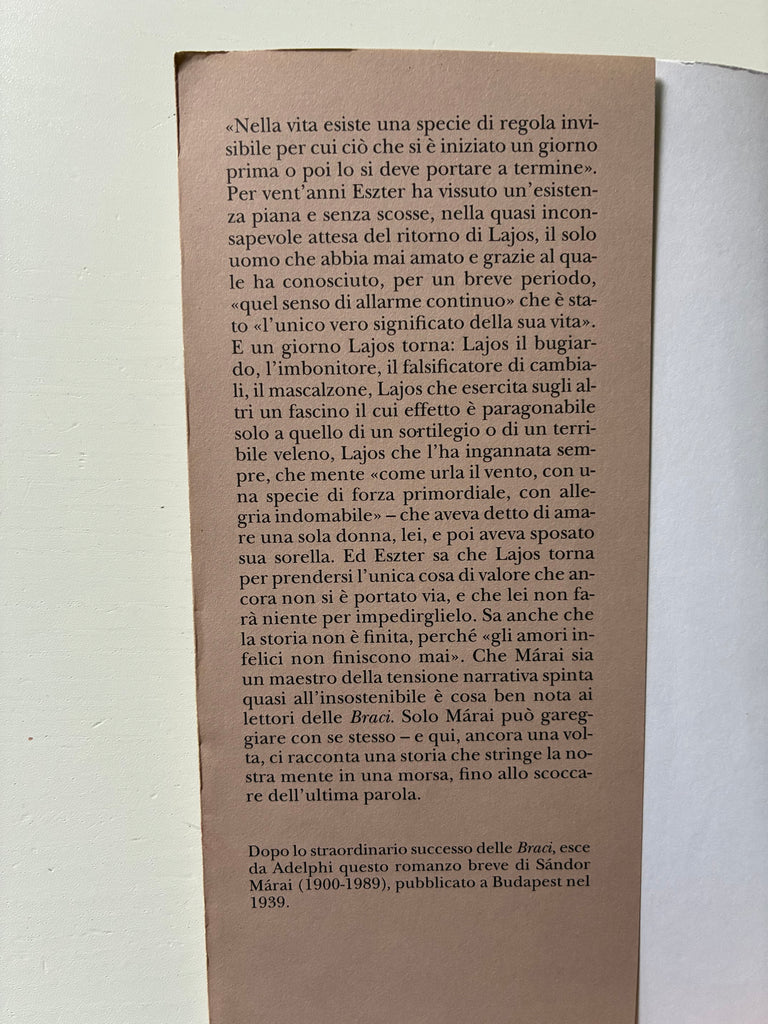 «Nella vita esiste una specie di regola invi-
sibile per cui ciò che si è iniziato un giorno
prima o poi lo si deve portare a termine».
Per vent'anni Eszter ha vissuto un'esisten-
za piana e senza scosse, nella quasi incon-
sapevole attesa del ritorno di Lajos, il solo
uomo che abbia mai amato e grazie al qua-
le ha conosciuto, per un breve periodo,
«quel senso di allarme continuo» che è sta-
to «l'unico vero significato della sua vita».
E un giorno Lajos torna: Lajos il bugiar-
do, l'imbonitore, il falsificatore di cambia-
li, il mascalzone, Lajos che esercita sugli al-
tri un fascino il cui effetto è paragonabile
solo a quello di un sortilegio o di un terri-
bile veleno, Lajos che l'ha ingannata sem-
pre, che mente «come urla il vento, con u-
na specie di forza primordiale, con alle-
gria indomabile» – che aveva detto di ama-
re una sola donna, lei, e poi aveva sposato
sua sorella. Ed Eszter sa che Lajos torna
per prendersi l'unica cosa di valore che an-
cora non si è portato via, e che lei non fa-
rà niente per impedirglielo. Sa anche che
la storia non è finita, perché «gli amori in-
felici non finiscono mai». Che Márai sia
un maestro della tensione narrativa spinta
quasi all'insostenibile è cosa ben nota ai
lettori delle Braci. Solo Márai può gareg-
giare con se stesso – e qui, ancora una vol-
ta, ci racconta una storia che stringe la no-
stra mente in una morsa, fino allo scocca-
re dell'ultima parola.
Dopo lo straordinario successo delle Braci, esce
da Adelphi questo romanzo breve di Sándor
Márai (1900-1989), pubblicato a Budapest nel
1939.